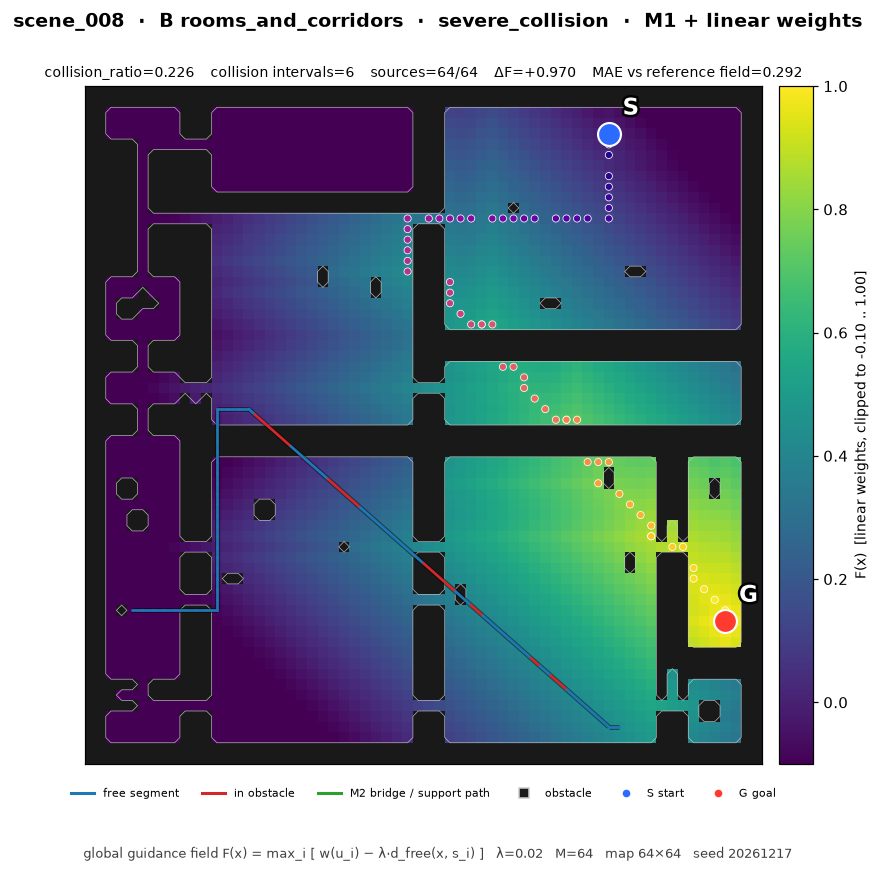 scene_008 · B rooms_and_corridors · severe_collision · M1 + linear weights
collision_ratio=0.226 collision intervals=6 sources=64/64 ΔF=+0.970 MAE vs reference field=0.292
S
G
1.0
0.8
0.6
0.4
0.2
0.0
F(x) [linear weights, clipped to -0.10 .. 1.00]
free segment
in obstacle
M2 bridge / support path
obstacle
S start
G goal
global guidance field F(x) = max_i [ w(u_i) − λ·d_free(x, s_i) ] λ=0.02 M=64 map 64×64 seed 20261217